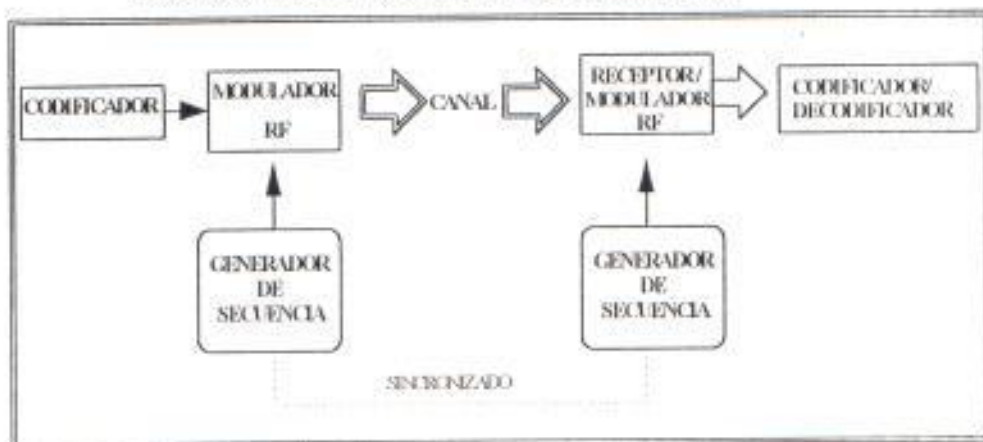 CODIFICADOR
MODULADOR
RF
CANAL
RECEPTOR/
MODULADOR
RF
CODIFICADOR/
DECODIFICADOR
GENERADOR
DE
SECUENCIA
GENERADOR
DE
SECUENCIA
SINCRONIZADO